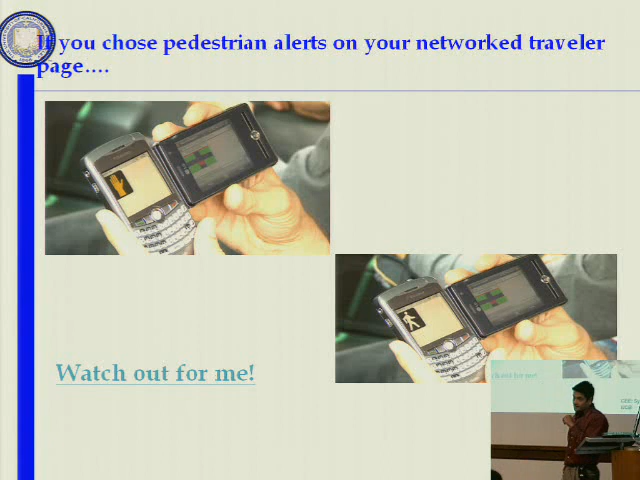 If you chose pedestrian alerts on your networked traveler
page....
Watch out for me!